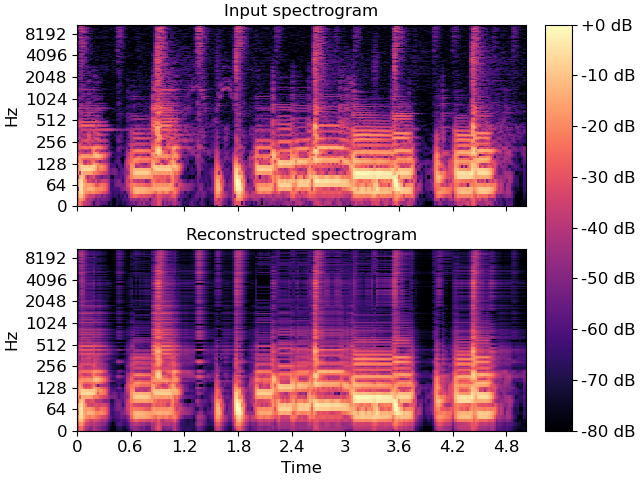 Input spectrogram
Hz
8192
4096
2048
1024
512
256
128
64
0
Reconstructed spectrogram
Hz
8192
4096
2048
1024
512
256
128
64
0
0 0.6 1.2 1.8 2.4 3 3.6 4.2 4.8
Time
+0 dB
-10 dB
-20 dB
-30 dB
-40 dB
-50 dB
-60 dB
-70 dB
-80 dB